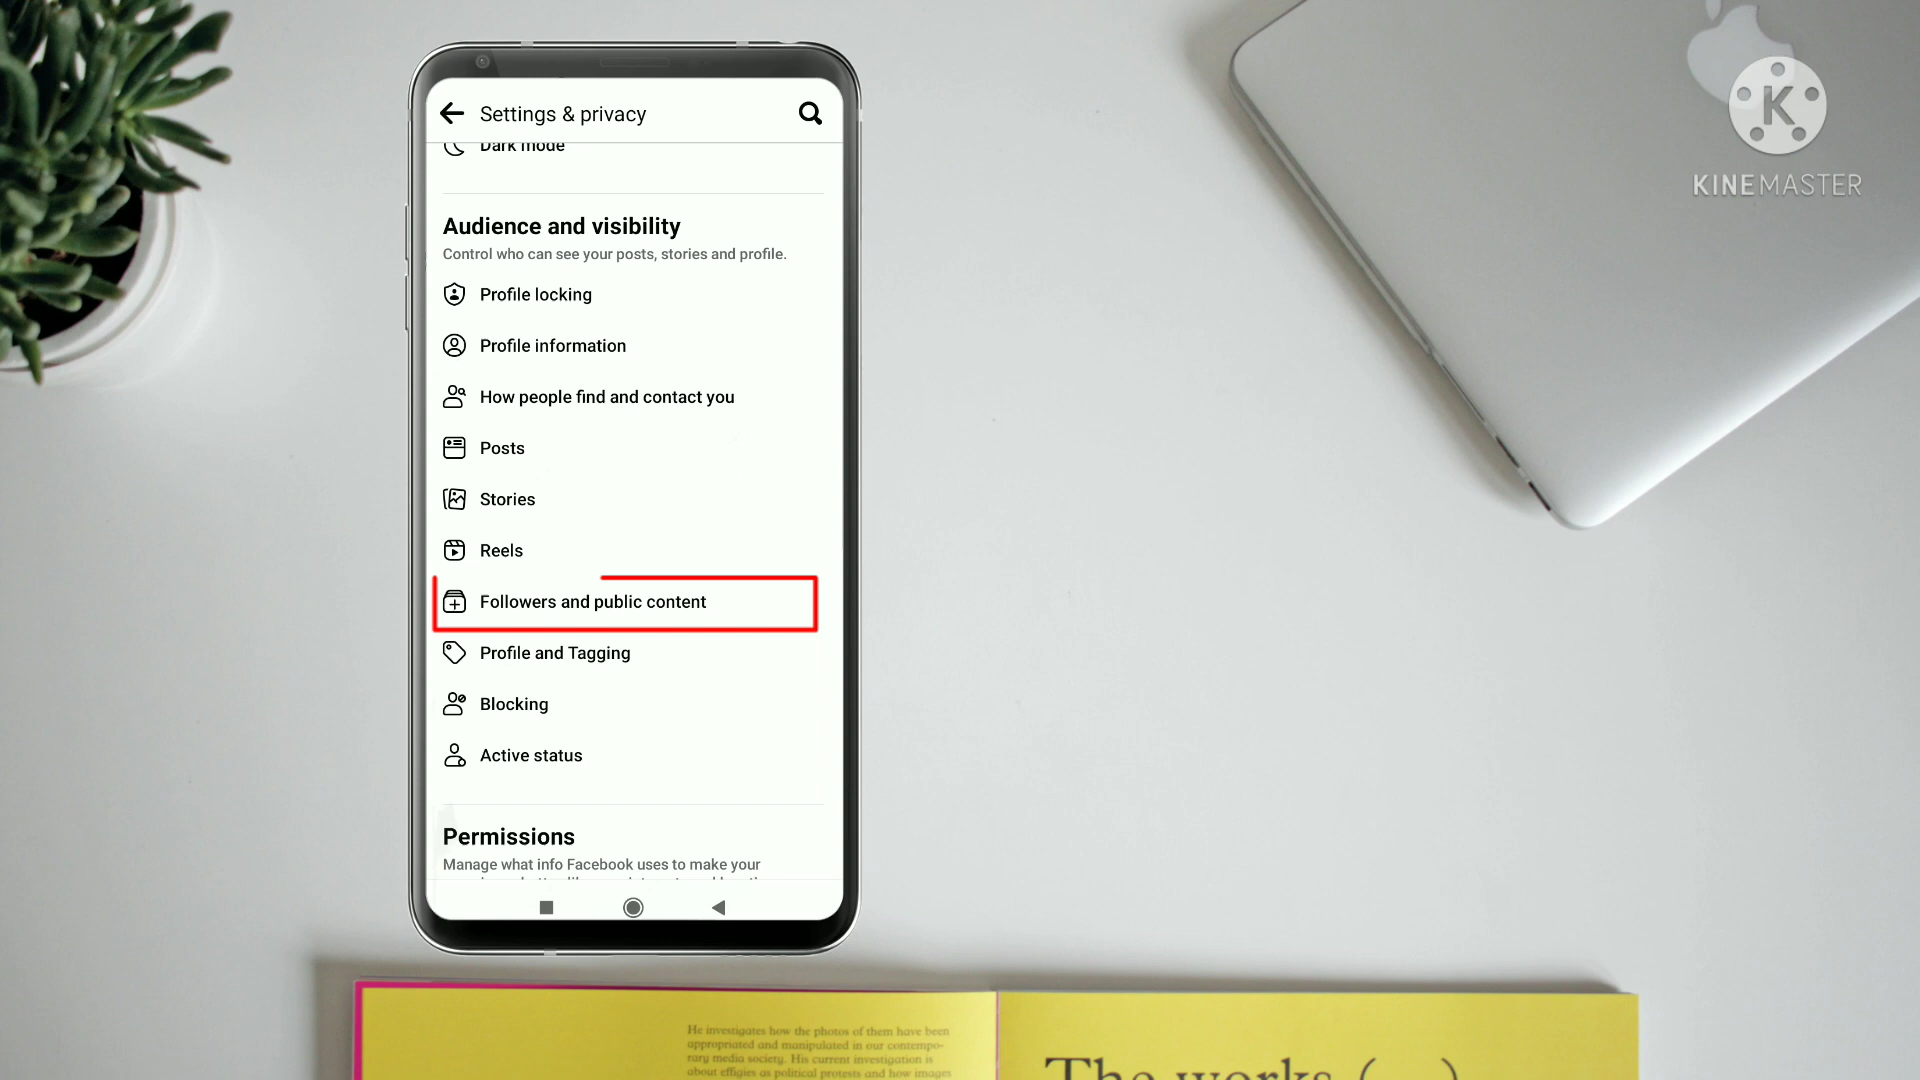 Settings & privacy
Dark mode
Audience and visibility
Control who can see your posts, stories and profile.
Profile locking
Profile information
How people find and contact you
Posts
Stories
Reels
Followers and public content
Profile and Tagging
Blocking
Active status
Permissions
Manage what info Facebook uses to make your
K
KINEMASTER
He investigates how the photos of them have been
appropriated and manipulated in our contempo-
rary media society. His current investigation is
about effigies as political protests and how images
The works (